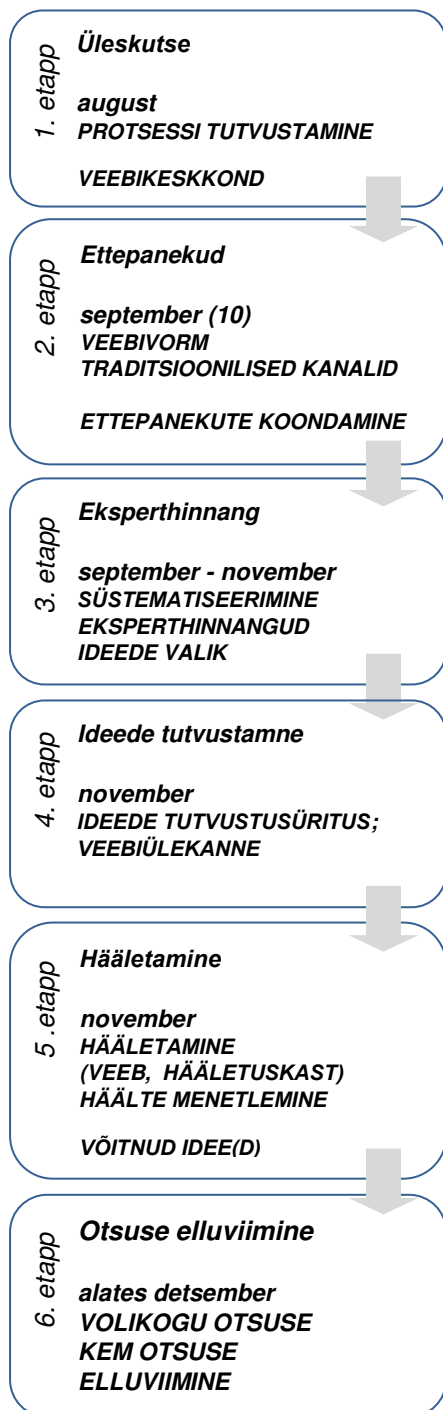 1. etapp
Üleskutse
august
PROTSESSI TUTVUSTAMINE
VEEBIKESKKOND
2. etapp
Ettepanekud
september (10)
VEEBIVORM
TRADITSIOONILISED KANALID
ETTEPANEKUTE KOONDAMINE
3. etapp
Eksperthinnang
september - november
SÜSTEMATISEERIMINE
EKSPERTHINNANGUD
IDEEDE VALIK
4. etapp
Ideede tutvustamne
november
IDEEDE TUTVUSTUSÜRITUS;
VEEBIÜLEKANNE
5 .etapp
Hääletamine
november
HÄÄLETAMINE
(VEEB, HÄÄLETUSKAST)
HÄÄLTE MENETLEMINE
VÕITNUD IDEE(D)
6. etapp
Otsuse elluviimine
alates detsember
VOLIKOGU OTSUSE
KEM OTSUSE
ELLUVIIMINE